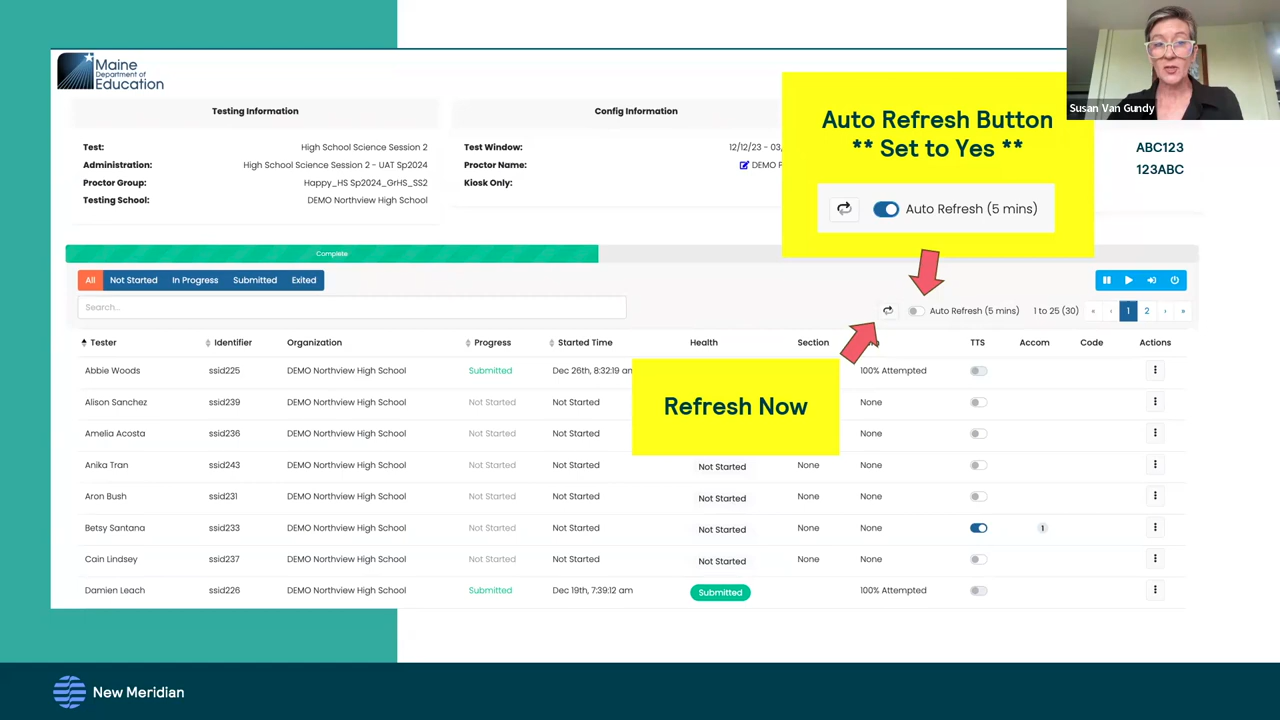 Maine
Department of
Education
Susan Van Gundy
Testing Information
Test: High School Science Session 2
Administration: High School Science Session 2 - UAT Sp2024
Proctor Group: Happy_HS Sp2024_GrHS_SS2
Testing School: DEMO Northview High School
Config Information
Test Window: 12/12/23 - 03,
Proctor Name: DEMO
Kiosk Only:
Auto Refresh Button
** Set to Yes **
Auto Refresh (5 mins)
ABC123
123ABC
Complete
All Not Started In Progress Submitted Exited
Search...
Auto Refresh (5 mins) 1 to 25 (30) « ‹ 1 2 › »
Tester Identifier Organization Progress Started Time Health Section TTS Accom Code Actions
Abbie Woods ssid225 DEMO Northview High School Submitted Dec 26th, 8:32:19 am 100% Attempted
Alison Sanchez ssid239 DEMO Northview High School Not Started Not Started None
Amelia Acosta ssid236 DEMO Northview High School Not Started Not Started None
Refresh Now
Anika Tran ssid243 DEMO Northview High School Not Started Not Started Not Started None None
Aron Bush ssid231 DEMO Northview High School Not Started Not Started Not Started None None
Betsy Santana ssid233 DEMO Northview High School Not Started Not Started Not Started None None 1
Cain Lindsey ssid237 DEMO Northview High School Not Started Not Started Not Started None None
Damien Leach ssid226 DEMO Northview High School Submitted Dec 19th, 7:39:12 am Submitted 100% Attempted
New Meridian